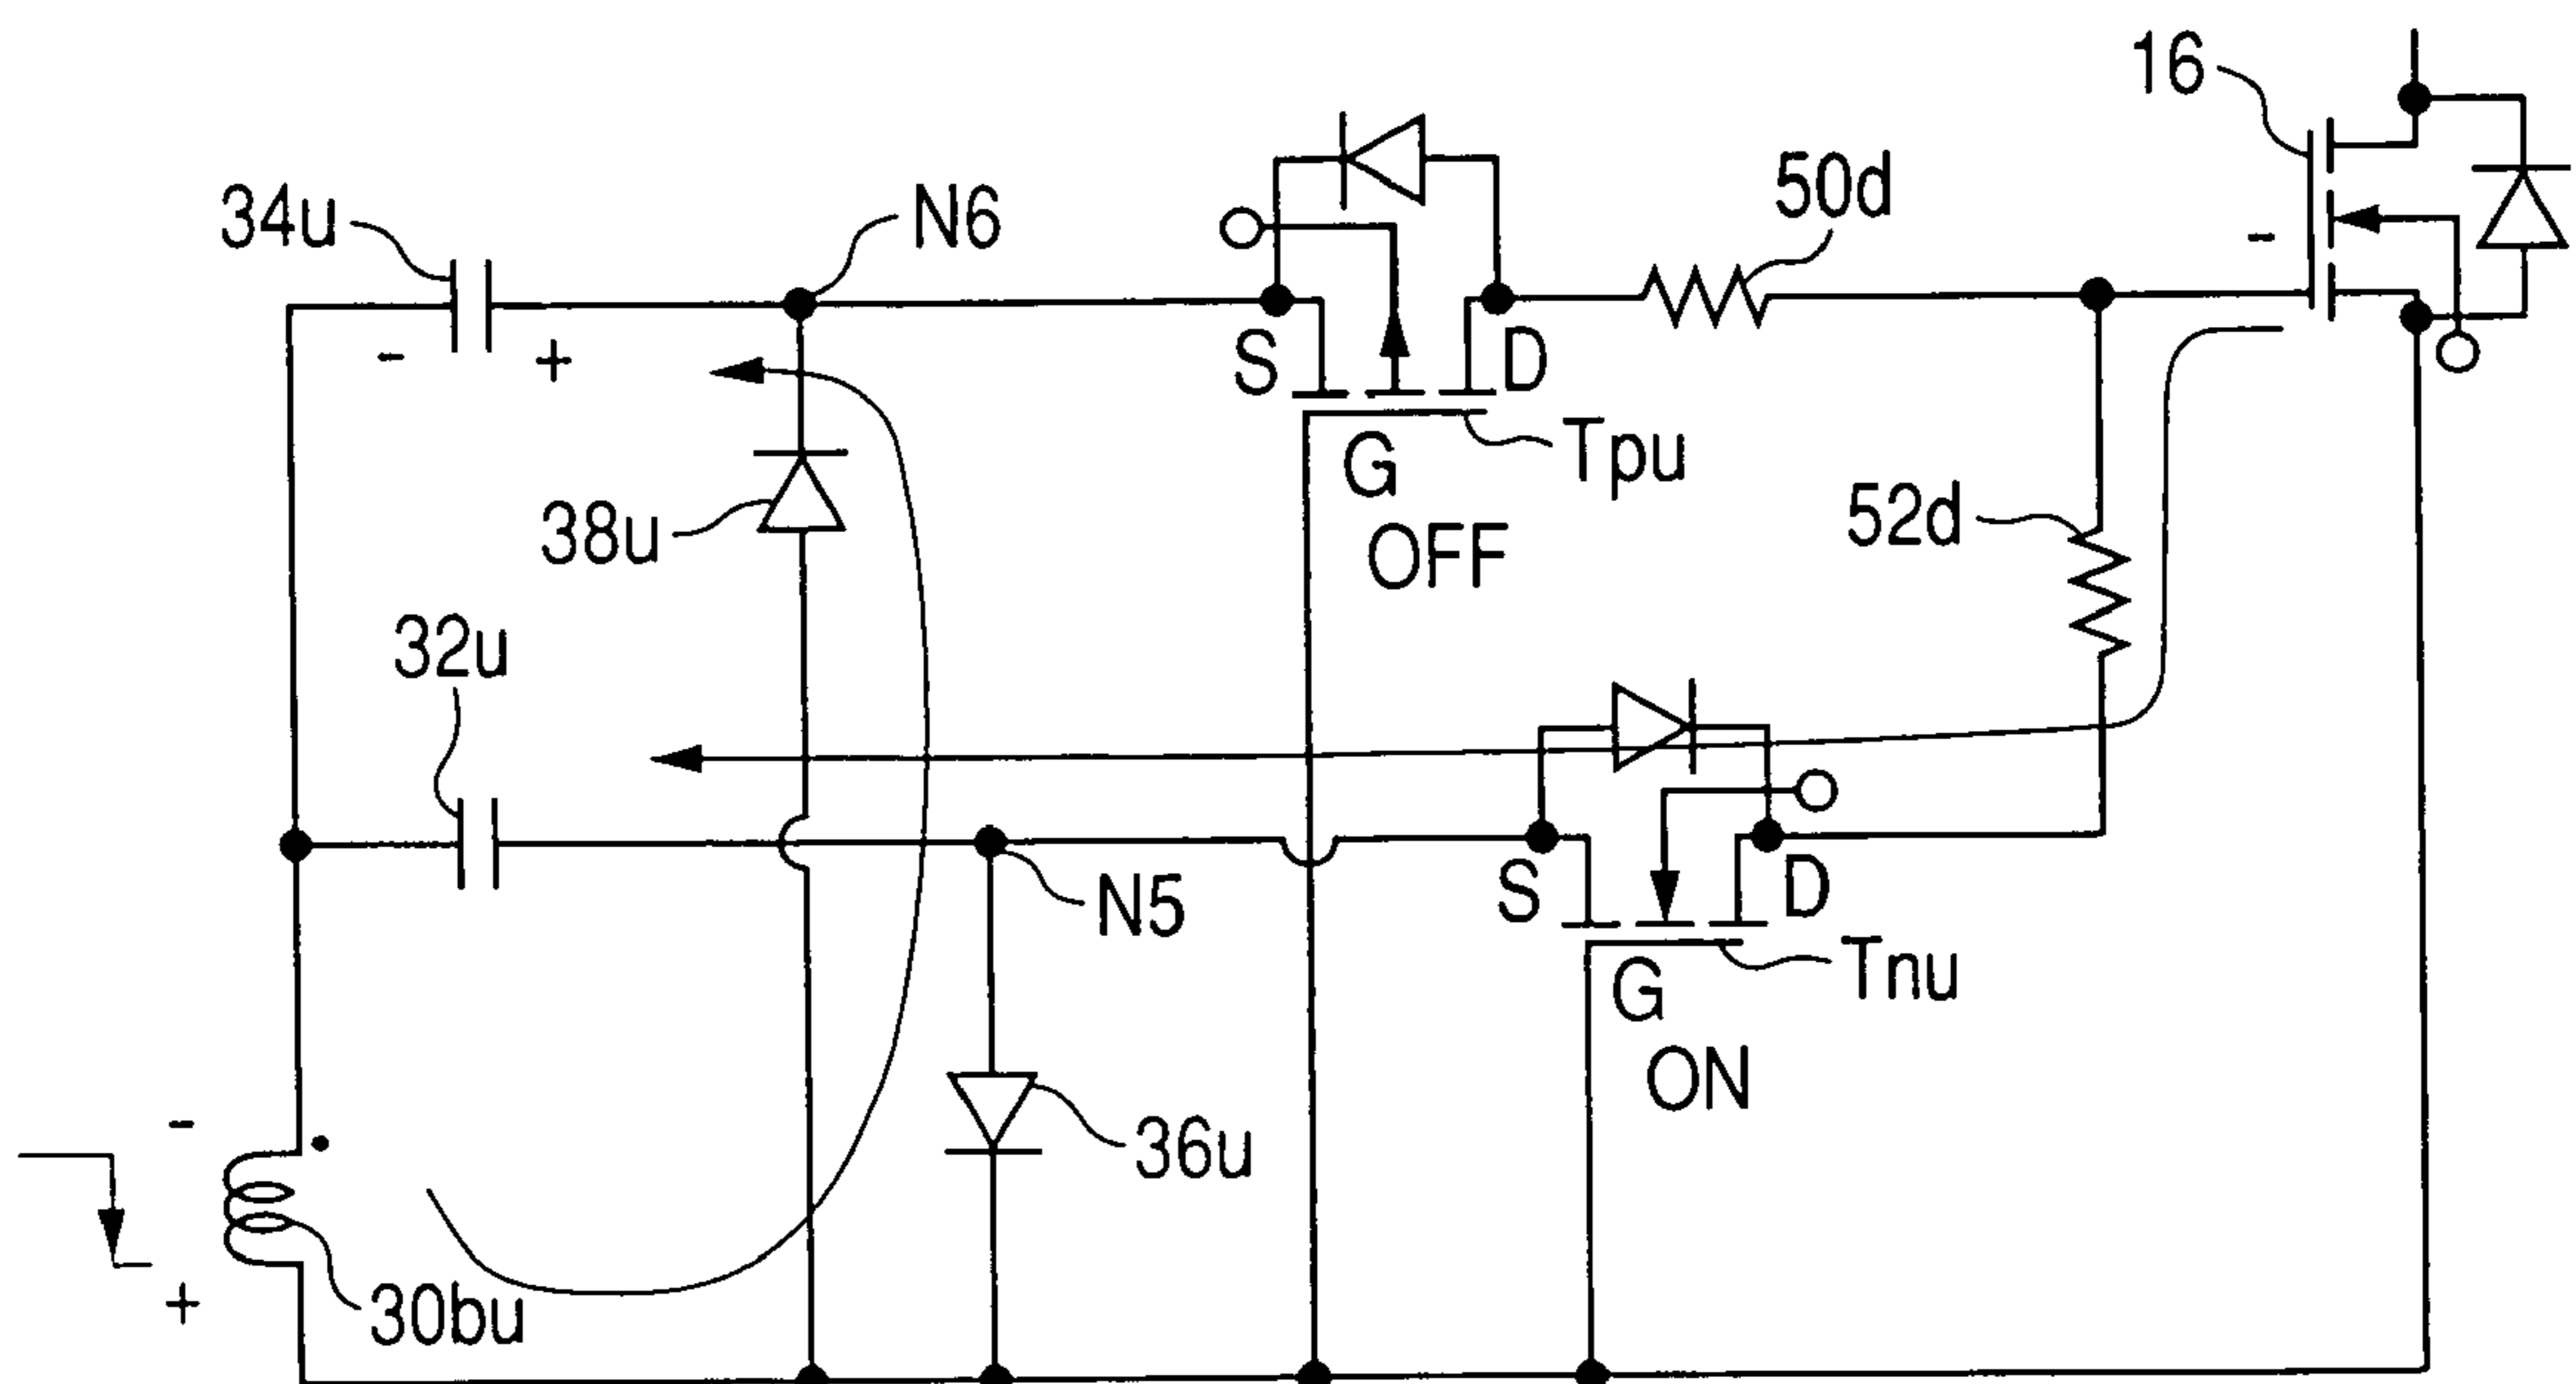 16
34u
N6
50d
-
-
+
S
D
G
Tpu
OFF
38u
52d
32u
S
D
N5
G
Tnu
ON
-
36u
+
30bu